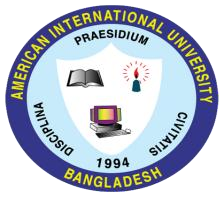 AMERICAN INTERNATIONAL UNIVERSITY
PRAESIDIUM
DISCIPLINA
CIVITATIS
1994
BANGLADESH